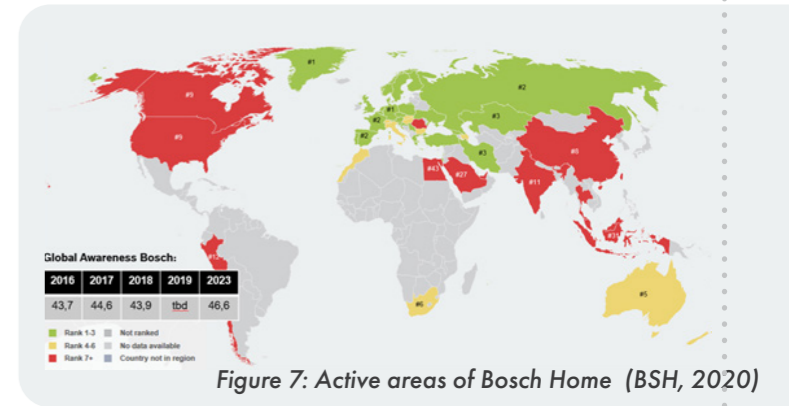 #1
#9
#2
#1
#2
#3
#2
#3
#8
#43
#27
#11
#6
#5
Global Awareness Bosch:
2016 2017 2018 2019 2023
43,7 44,6 43,9 tbd 46,6
Rank 1-3 Not ranked
Rank 4-6 No data available
Rank 7+ Country not in region
Figure 7: Active areas of Bosch Home (BSH, 2020)